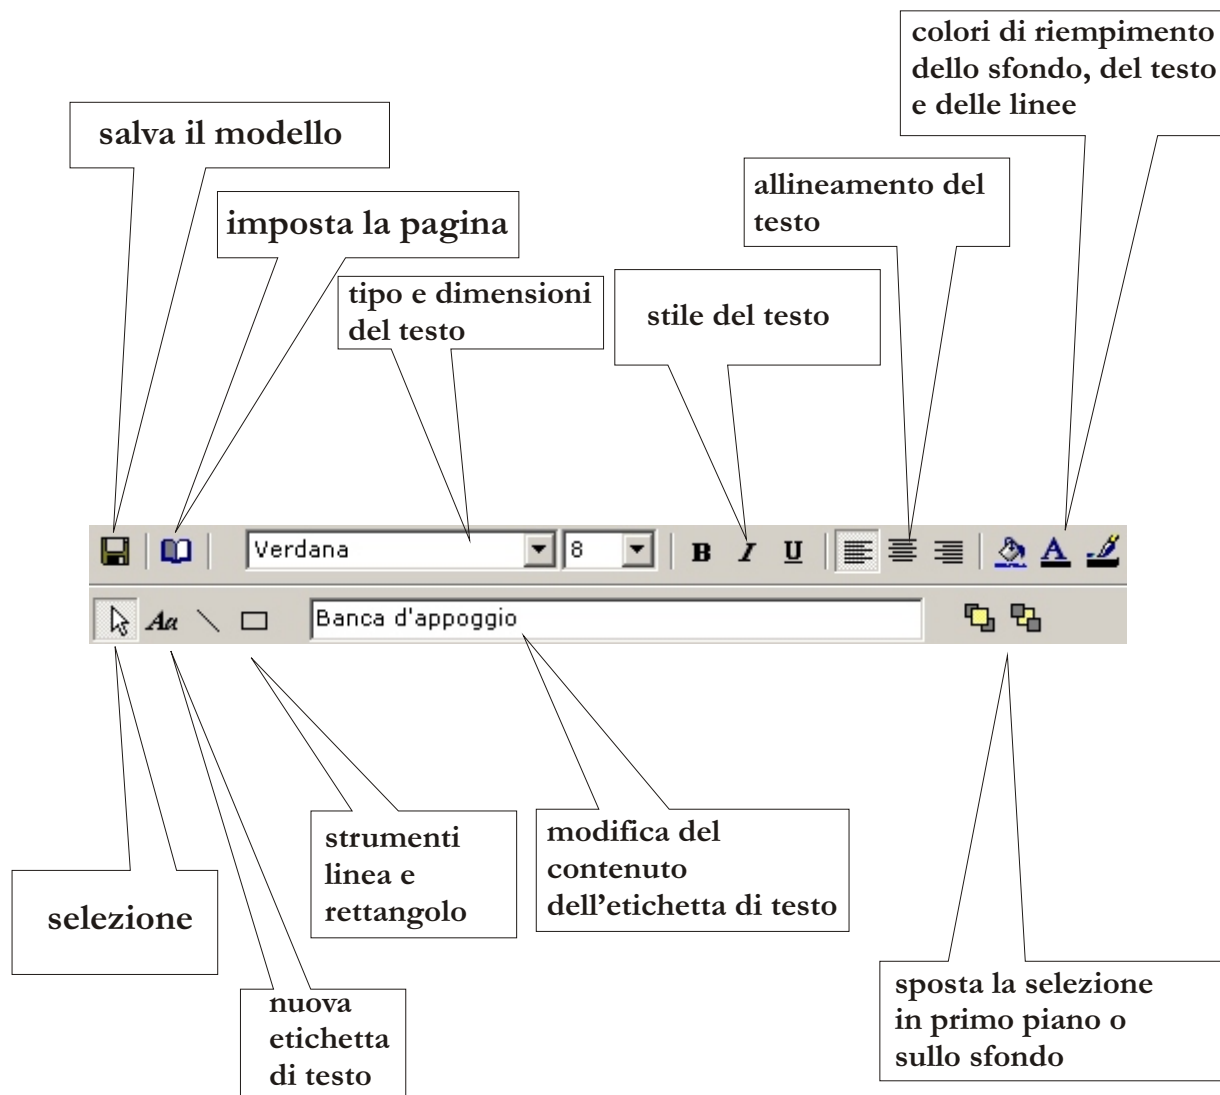 colori di riempimento
dello sfondo, del testo
e delle linee
salva il modello
allineamento del
testo
imposta la pagina
tipo e dimensioni
del testo
stile del testo
Verdana
8
B
I
U
A
Aa
Banca d'appoggio
strumenti
linea e
rettangolo
modifica del
contenuto
dell’etichetta di testo
selezione
nuova
etichetta
di testo
sposta la selezione
in primo piano o
sullo sfondo